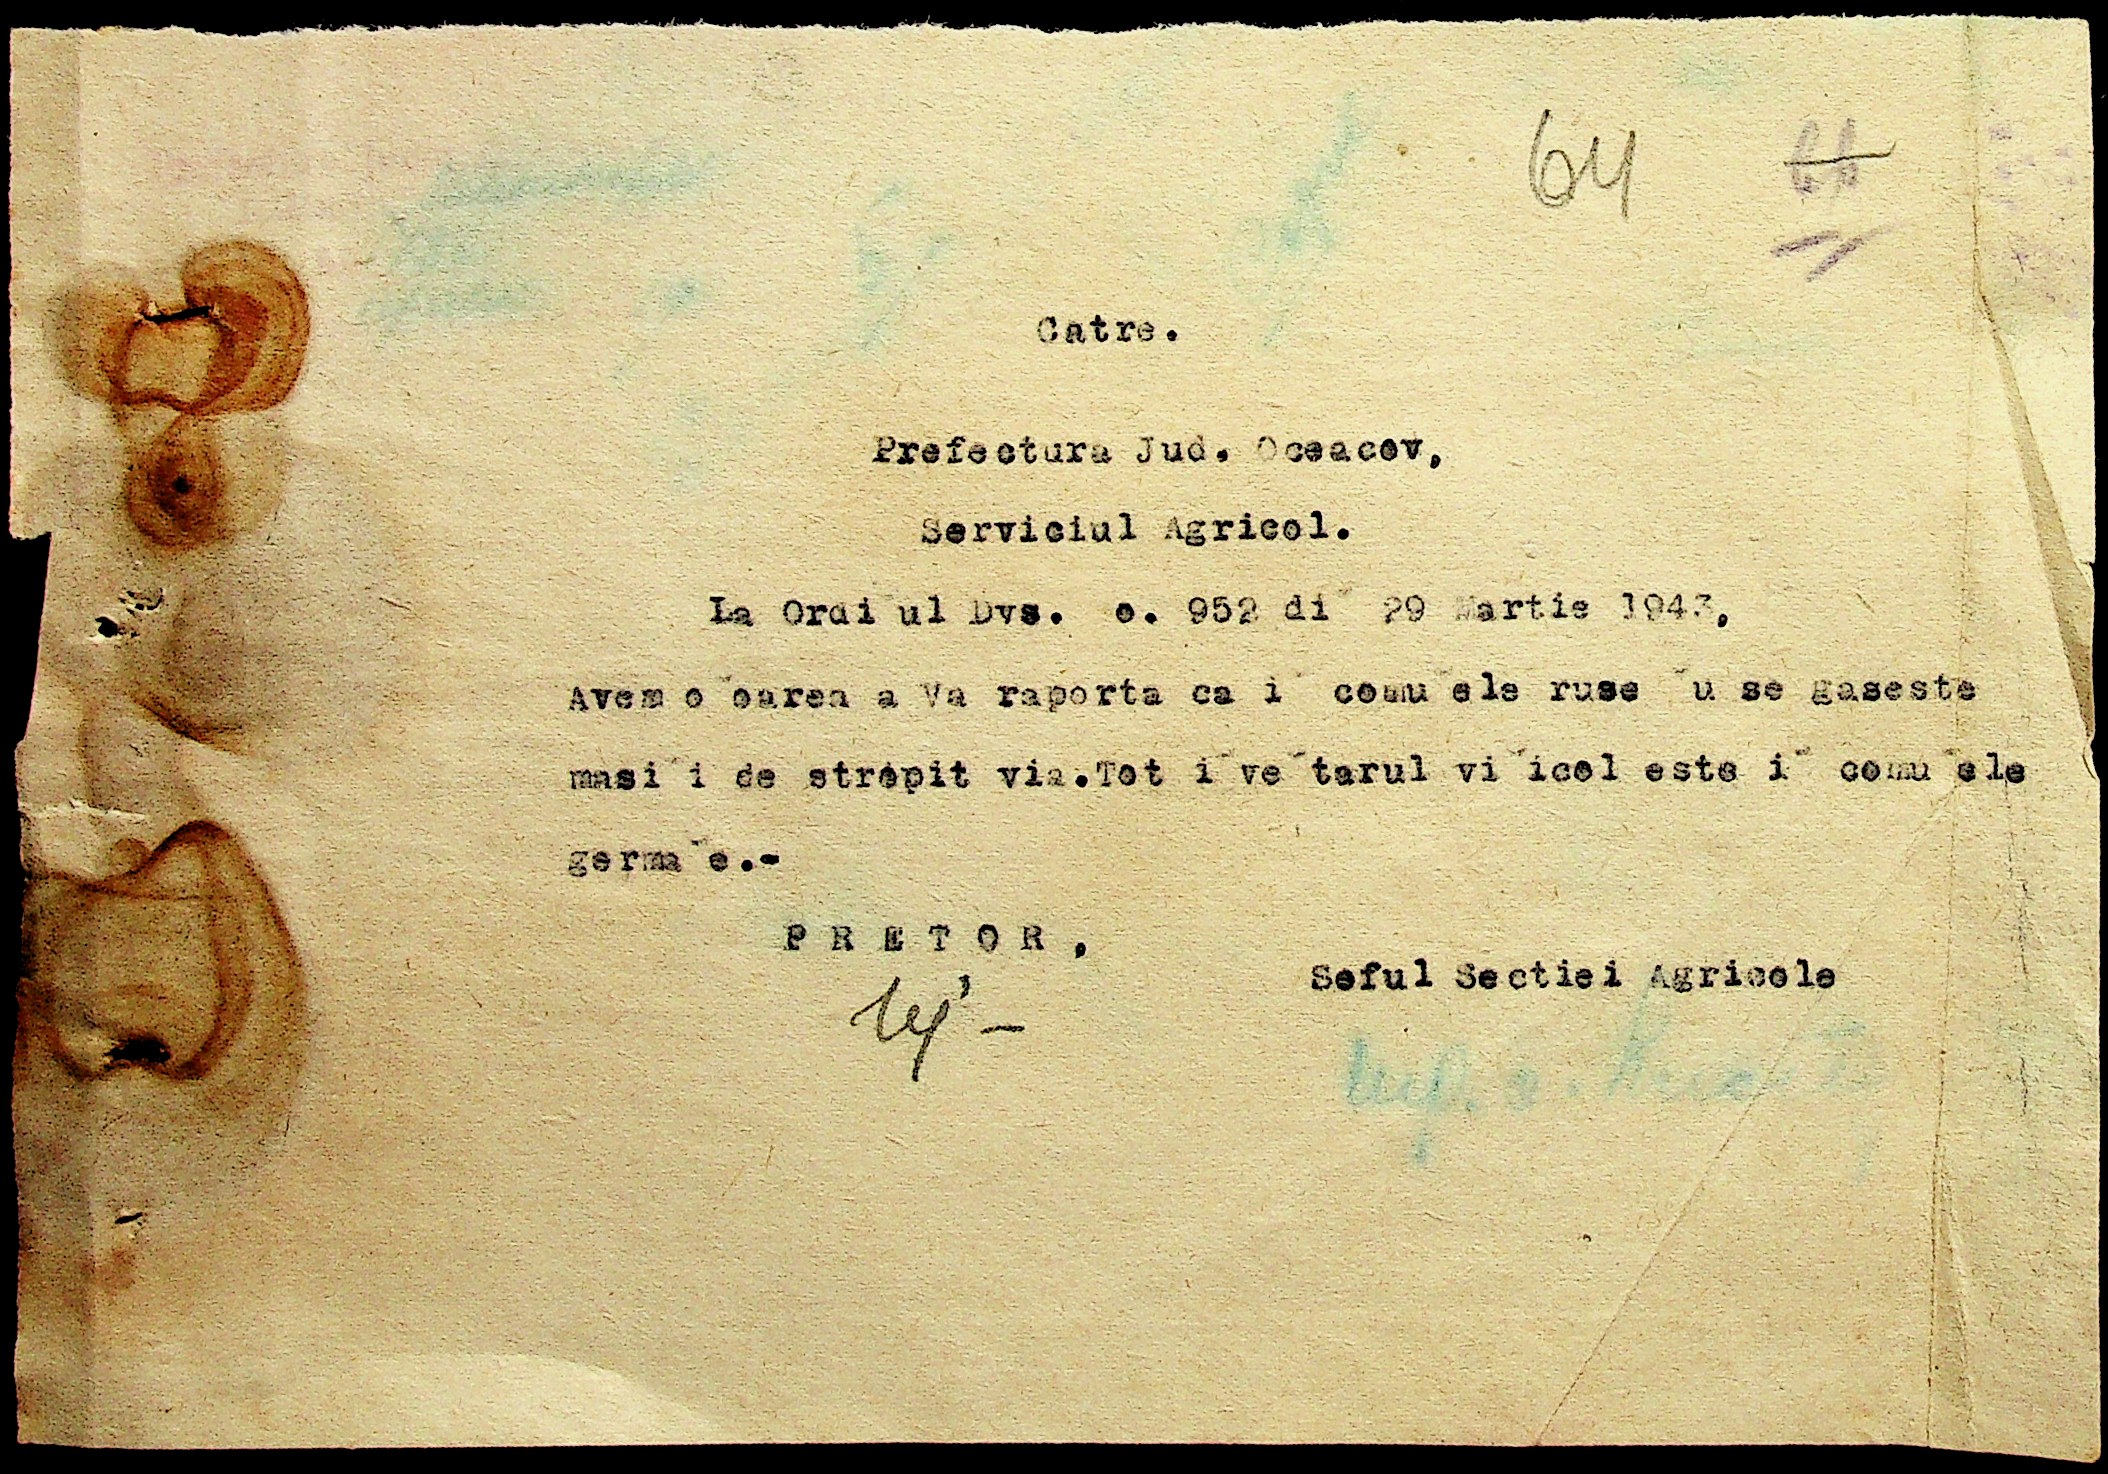 64 66
Catre.
Prefectura Jud. Oceacov,
Serviciul Agricol.
La Ordi ul Dvs. o. 952 di 29 Martie 1943,
Avem o oarea a Va raporta ca i comu ele ruse u se gaseste
masi i de stropit via.Tot i ve tarul vi icol este i comu ele
germa e.-
PRETOR,
Seful Sectiei Agricole